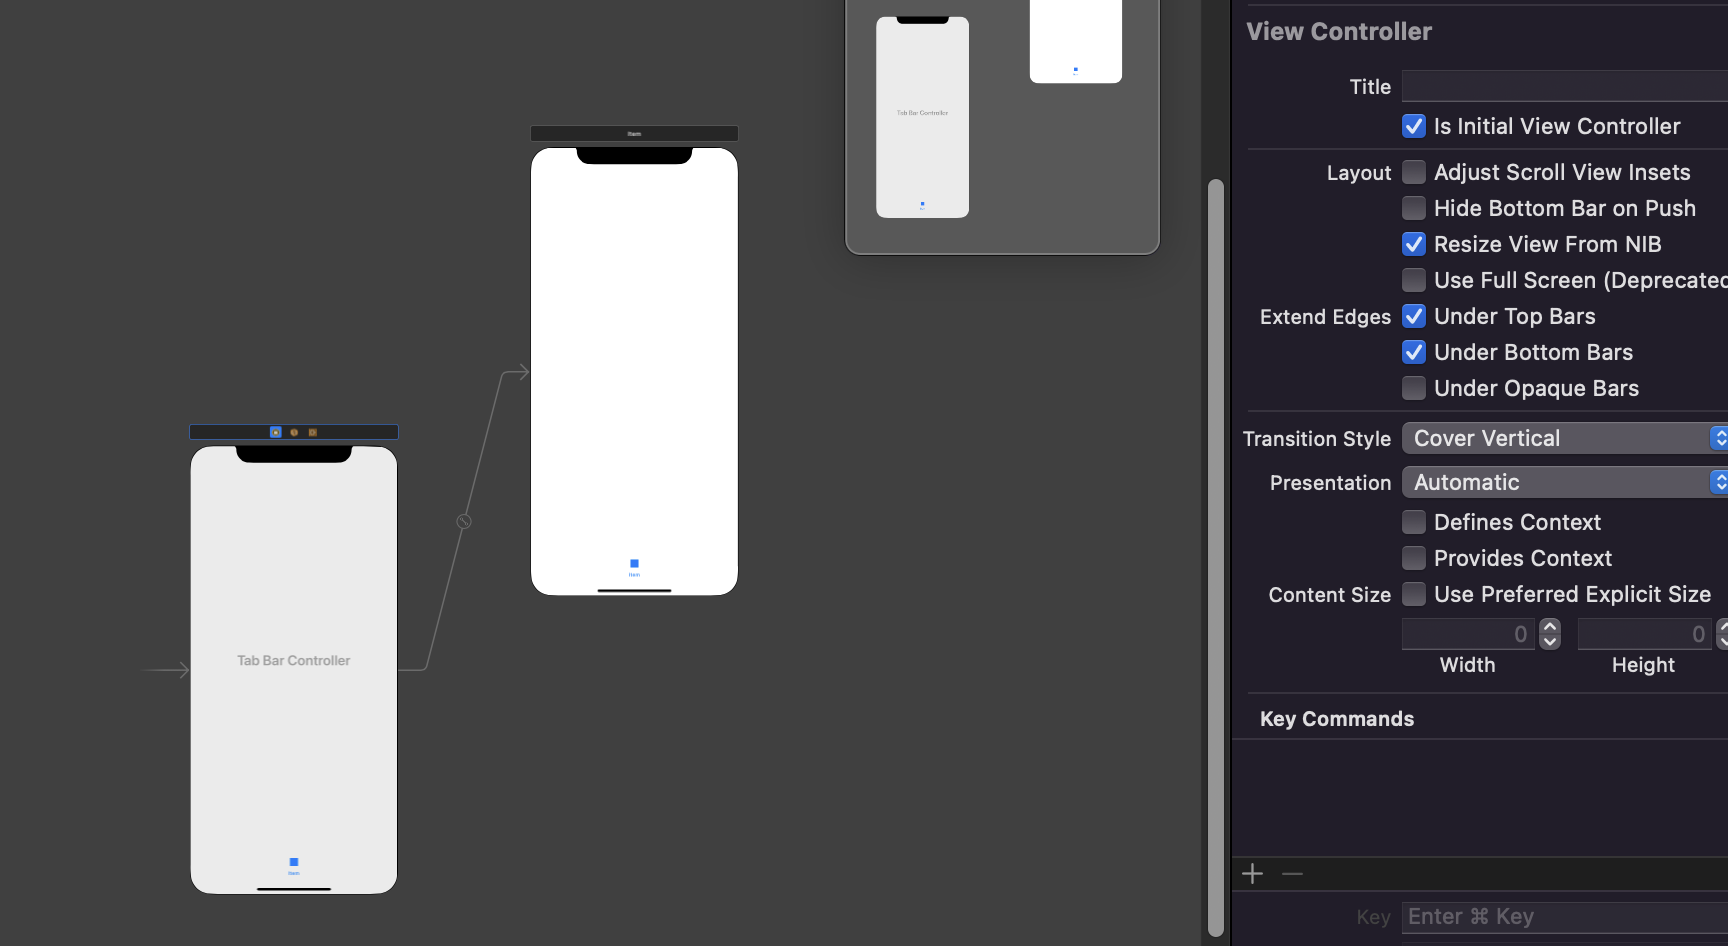 Tab Bar Controller
Item
Item
Tab Bar Controller
Item
View Controller
Title
Is Initial View Controller
Layout
Adjust Scroll View Insets
Hide Bottom Bar on Push
Resize View From NIB
Use Full Screen (Deprecated
Extend Edges
Under Top Bars
Under Bottom Bars
Under Opaque Bars
Transition Style
Cover Vertical
Presentation
Automatic
Defines Context
Provides Context
Content Size
Use Preferred Explicit Size
0
0
Width
Height
Key Commands
Key
Enter ⌘ Key